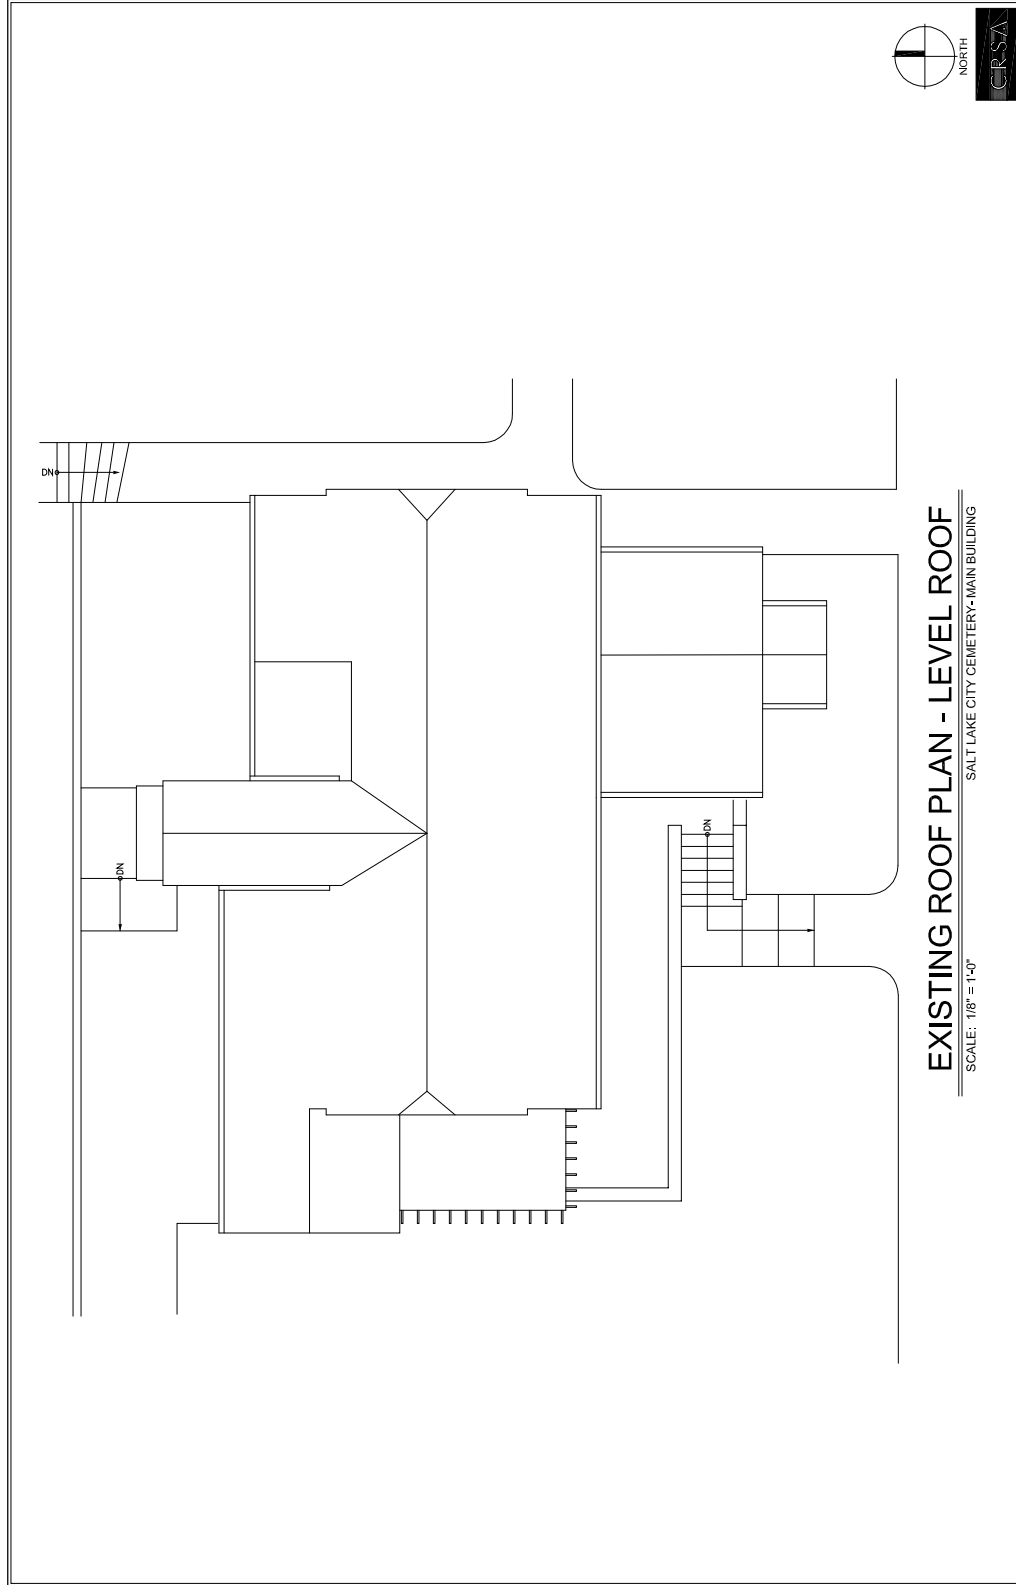 DN
DN
DN
EXISTING ROOF PLAN - LEVEL ROOF
SCALE: 1/8" = 1'-0"
SALT LAKE CITY CEMETERY- MAIN BUILDING
NORTH
CRSA